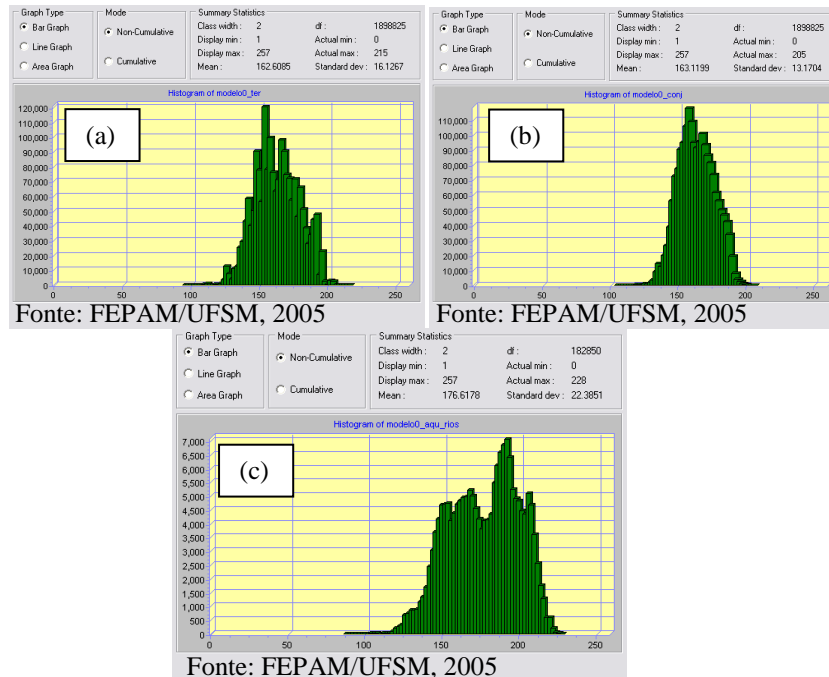 Graph Type
Bar Graph
Line Graph
Area Graph
Mode
Non-Cumulative
Cumulative
Summary Statistics
Class width : 2 df : 1898825
Display min : 1 Actual min : 0
Display max : 257 Actual max : 215
Mean : 162.6085 Standard dev : 16.1267
Histogram of modelo0_ter
(a)
120,000
110,000
100,000
90,000
80,000
70,000
60,000
50,000
40,000
30,000
20,000
10,000
0
0 50 100 150 200 250
Fonte: FEPAM/UFSM, 2005
Graph Type
Bar Graph
Line Graph
Area Graph
Mode
Non-Cumulative
Cumulative
Summary Statistics
Class width : 2 df : 1898825
Display min : 1 Actual min : 0
Display max : 257 Actual max : 205
Mean : 163.1199 Standard dev : 13.1704
Histogram of modelo0_conj
(b)
110,000
100,000
90,000
80,000
70,000
60,000
50,000
40,000
30,000
20,000
10,000
0
0 50 100 150 200 250
Fonte: FEPAM/UFSM, 2005
Graph Type
Bar Graph
Line Graph
Area Graph
Mode
Non-Cumulative
Cumulative
Summary Statistics
Class width : 2 df : 182850
Display min : 1 Actual min : 0
Display max : 257 Actual max : 228
Mean : 176.6178 Standard dev : 22.3851
Histogram of modelo0_aqu_rios
(c)
7,000
6,500
6,000
5,500
5,000
4,500
4,000
3,500
3,000
2,500
2,000
1,500
1,000
500
0
0 50 100 150 200 250
Fonte: FEPAM/UFSM, 2005